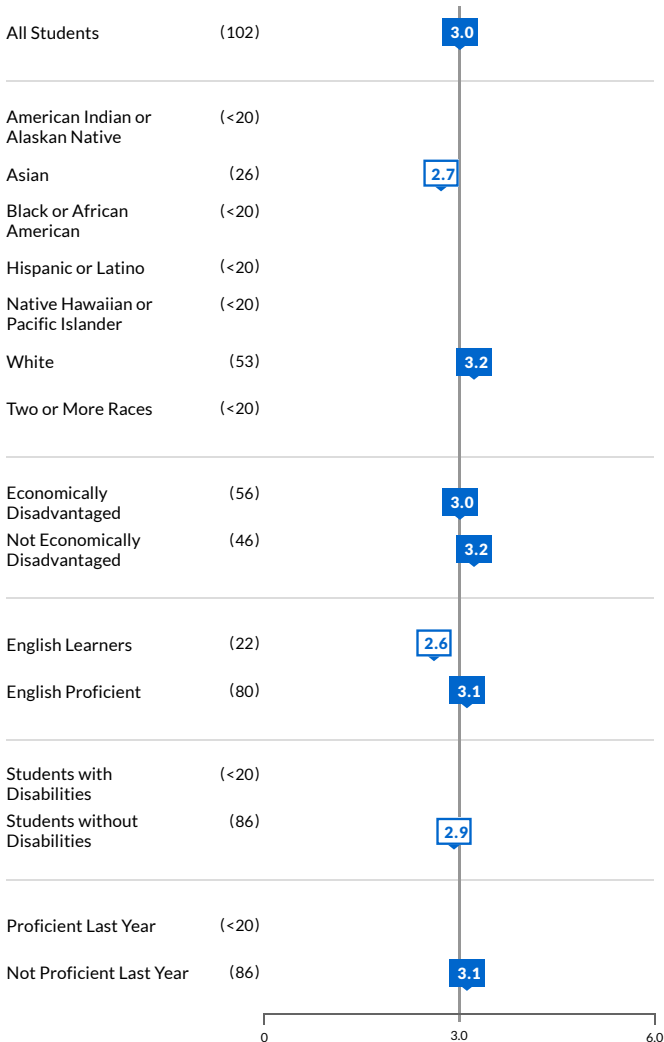 All Students (102) 3.0
American Indian or (<20)
Alaskan Native
Asian (26) 2.7
Black or African (<20)
American
Hispanic or Latino (<20)
Native Hawaiian or (<20)
Pacific Islander
White (53) 3.2
Two or More Races (<20)
Economically (56) 3.0
Disadvantaged
Not Economically (46) 3.2
Disadvantaged
English Learners (22) 2.6
English Proficient (80) 3.1
Students with (<20)
Disabilities
Students without (86) 2.9
Disabilities
Proficient Last Year (<20)
Not Proficient Last Year (86) 3.1
0 3.0 6.0